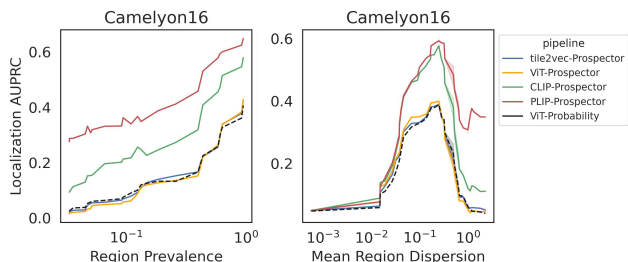 Camelyon16
Camelyon16
Localization AUPRC
0.6
0.4
0.2
0.0
10⁻¹
10⁰
Region Prevalence
0.6
0.4
0.2
10⁻³
10⁻²
10⁻¹
10⁰
Mean Region Dispersion
pipeline
tile2vec-Prospector
ViT-Prospector
CLIP-Prospector
PLIP-Prospector
ViT-Probability